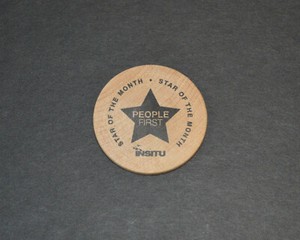 STAR OF THE MONTH • STAR OF THE MONTH
PEOPLE
FIRST
INSITU